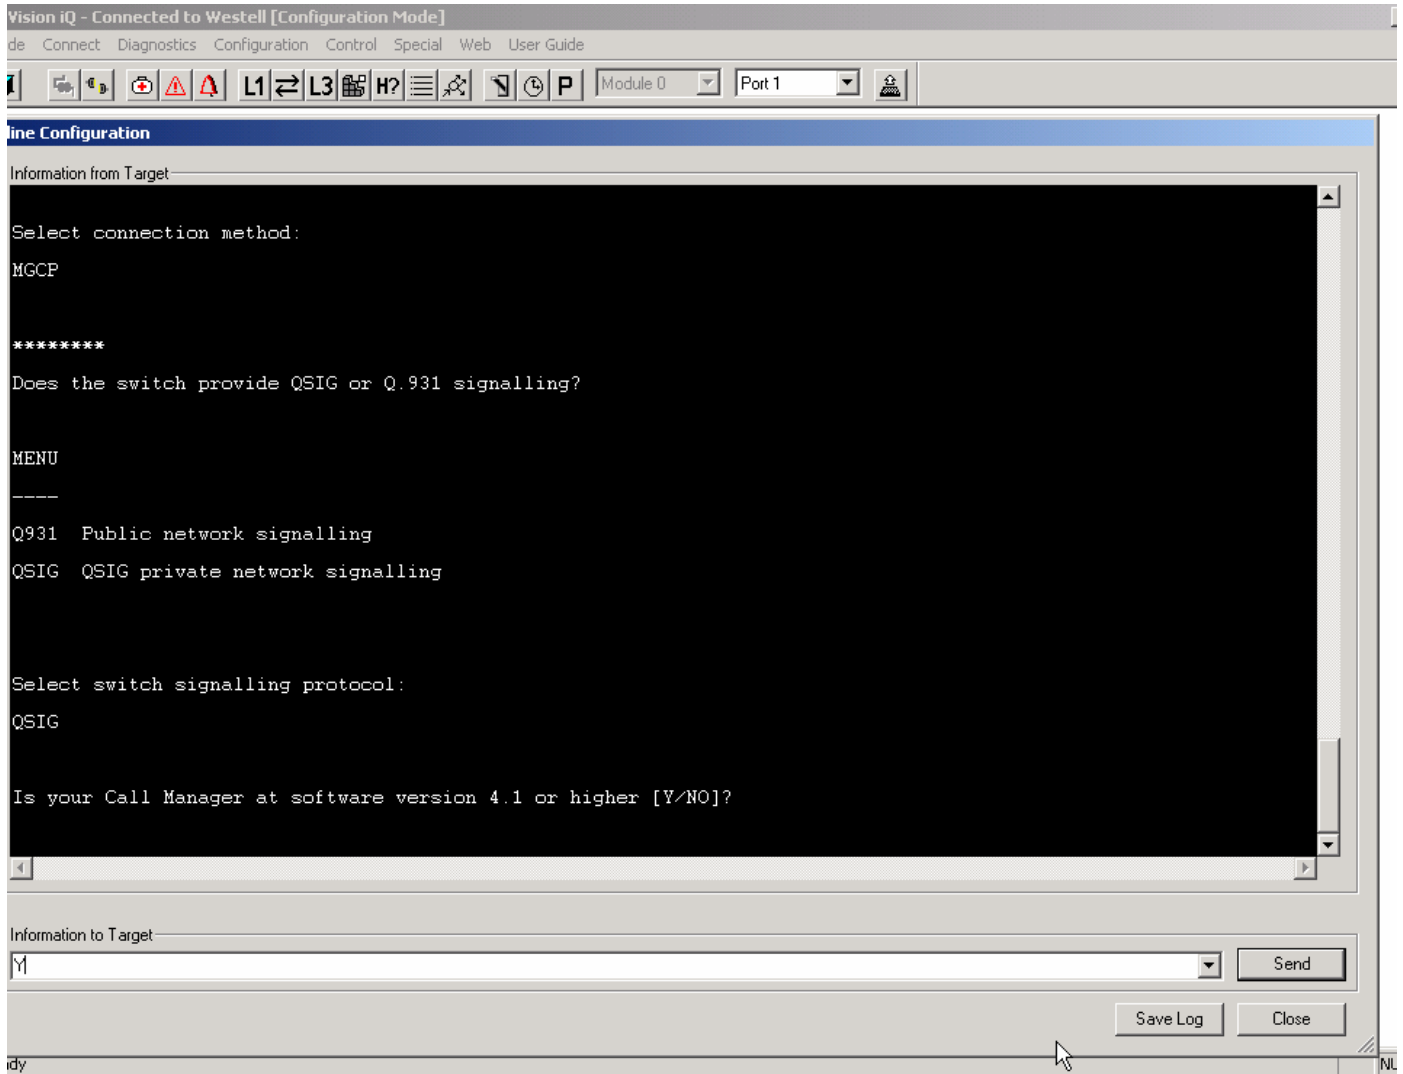 Vision iQ - Connected to Westell [Configuration Mode]
de Connect Diagnostics Configuration Control Special Web User Guide
L1 L3 H? P Module 0 Port 1
line Configuration
Information from Target
Select connection method:
MGCP
********
Does the switch provide QSIG or Q.931 signalling?
MENU
----
Q931 Public network signalling
QSIG QSIG private network signalling
Select switch signalling protocol:
QSIG
Is your Call Manager at software version 4.1 or higher [Y/NO]?
Information to Target
Y
Send
Save Log Close
dy NU